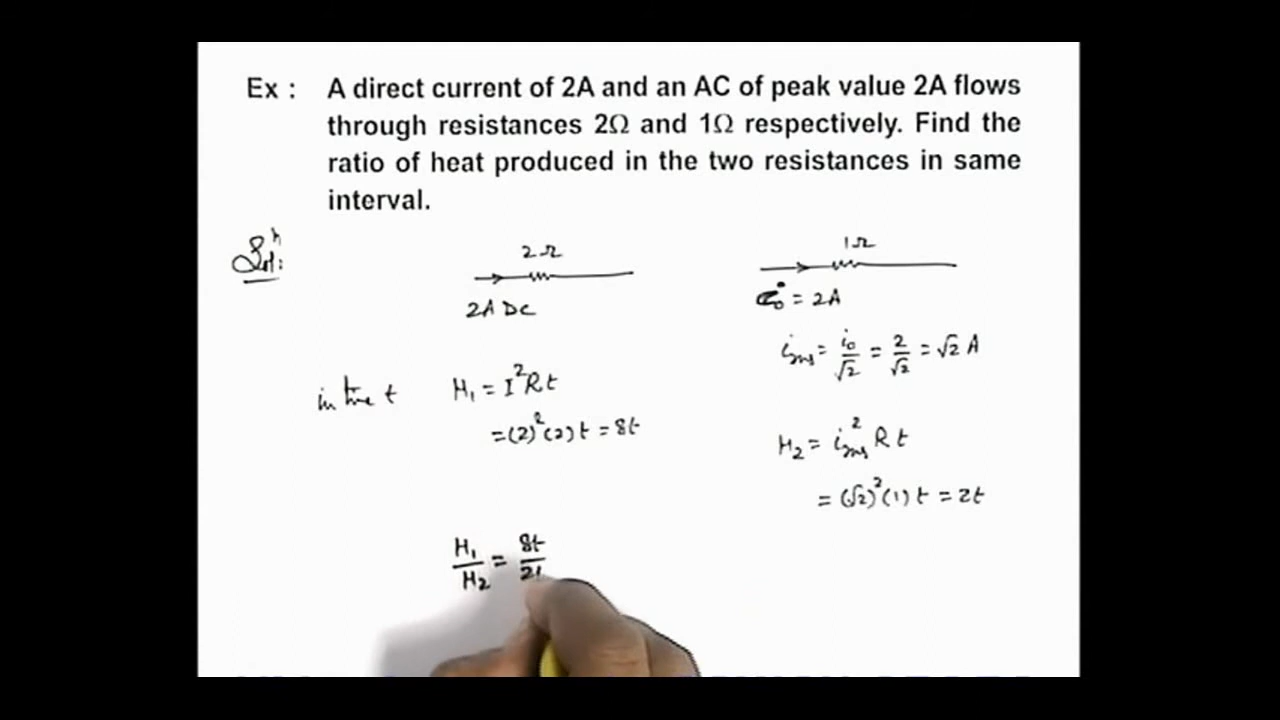 Ex : A direct current of 2A and an AC of peak value 2A flows
through resistances 2Ω and 1Ω respectively. Find the
ratio of heat produced in the two resistances in same
interval.
Solⁿ:
2Ω
1Ω
2A DC
i₀ = 2A
iᵣₘₛ = i₀/√2 = 2/√2 = √2 A
in time t
H₁ = I²Rt
= (2)²(2)t = 8t
H₂ = iᵣₘₛ² R t
= (√2)²(1)t = 2t
H₁/H₂ = 8t/2